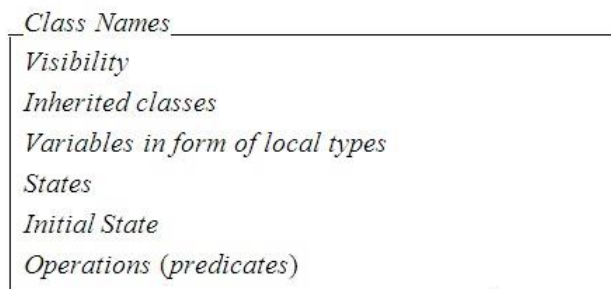 Class Names
Visibility
Inherited classes
Variables in form of local types
States
Initial State
Operations (predicates)